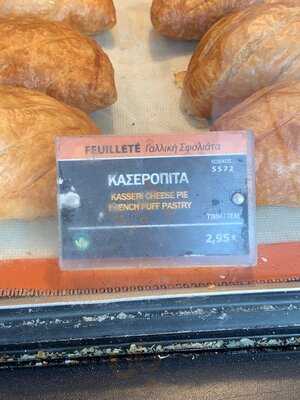 FEUILLETÉ Γαλλική Σφολιάτα
ΚΩΔΙΚΟΣ
5572
ΚΑΣΕΡΟΠΙΤΑ
KASSERI CHEESE PIE
FRENCH PUFF PASTRY
ΤΙΜΗ / ΤΕΜ.
2,95 €